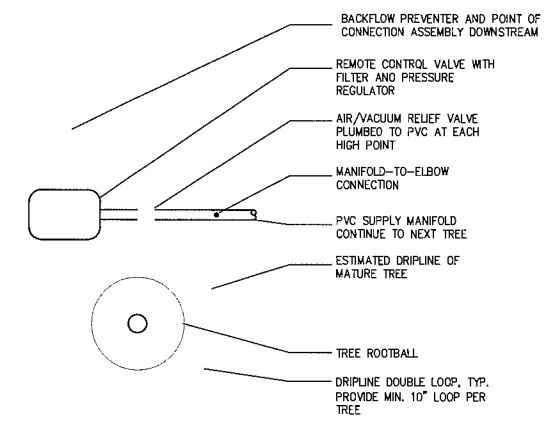 BACKFLOW PREVENTER AND POINT OF
CONNECTION ASSEMBLY DOWNSTREAM
REMOTE CONTROL VALVE WITH
FILTER AND PRESSURE
REGULATOR
AIR/VACUUM RELIEF VALVE
PLUMBED TO PVC AT EACH
HIGH POINT
MANIFOLD-TO-ELBOW
CONNECTION
PVC SUPPLY MANIFOLD
CONTINUE TO NEXT TREE
ESTIMATED DRIPLINE OF
MATURE TREE
TREE ROOTBALL
DRIPLINE DOUBLE LOOP, TYP.
PROVIDE MIN. 10" LOOP PER
TREE